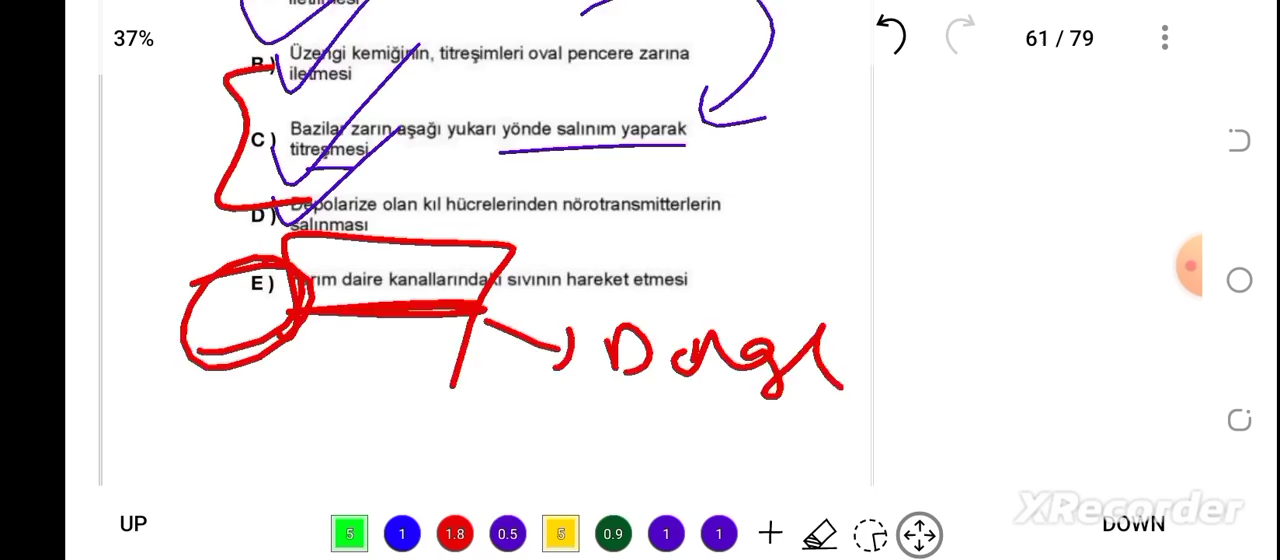 iletilmesi
37%
61 / 79
B ) Üzengi kemiğinin, titreşimleri oval pencere zarına
iletmesi
C ) Bazilar zarın aşağı yukarı yönde salınım yaparak
titreşmesi
D ) Depolarize olan kıl hücrelerinden nörotransmitterlerin
salınması
E ) Yarım daire kanallarındaki sıvının hareket etmesi
XRecorder
UP
5
1
1.8
0.5
5
0.9
1
1
DOWN